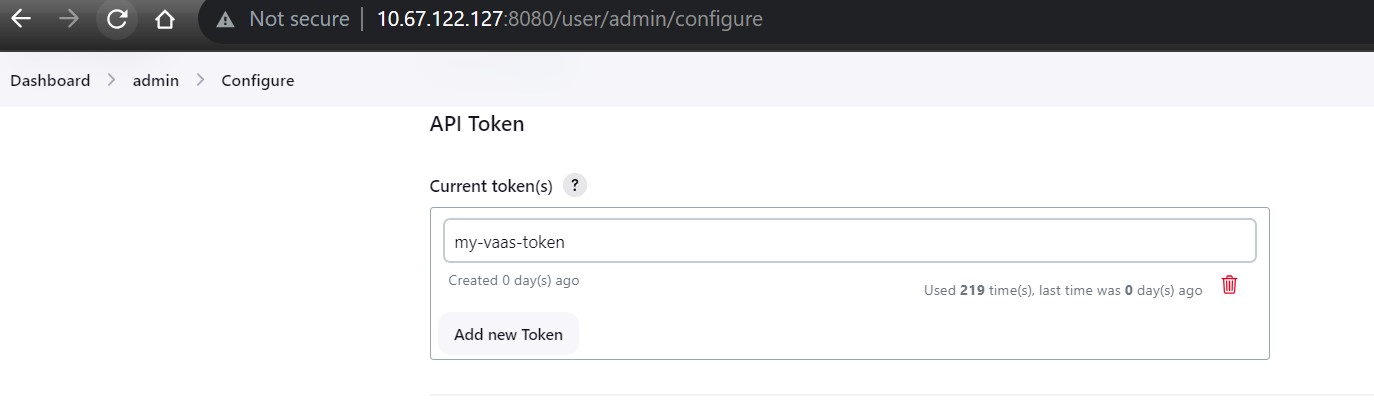 Not secure | 10.67.122.127:8080/user/admin/configure
Dashboard > admin > Configure
API Token
Current token(s) ?
my-vaas-token
Created 0 day(s) ago
Used 219 time(s), last time was 0 day(s) ago
Add new Token